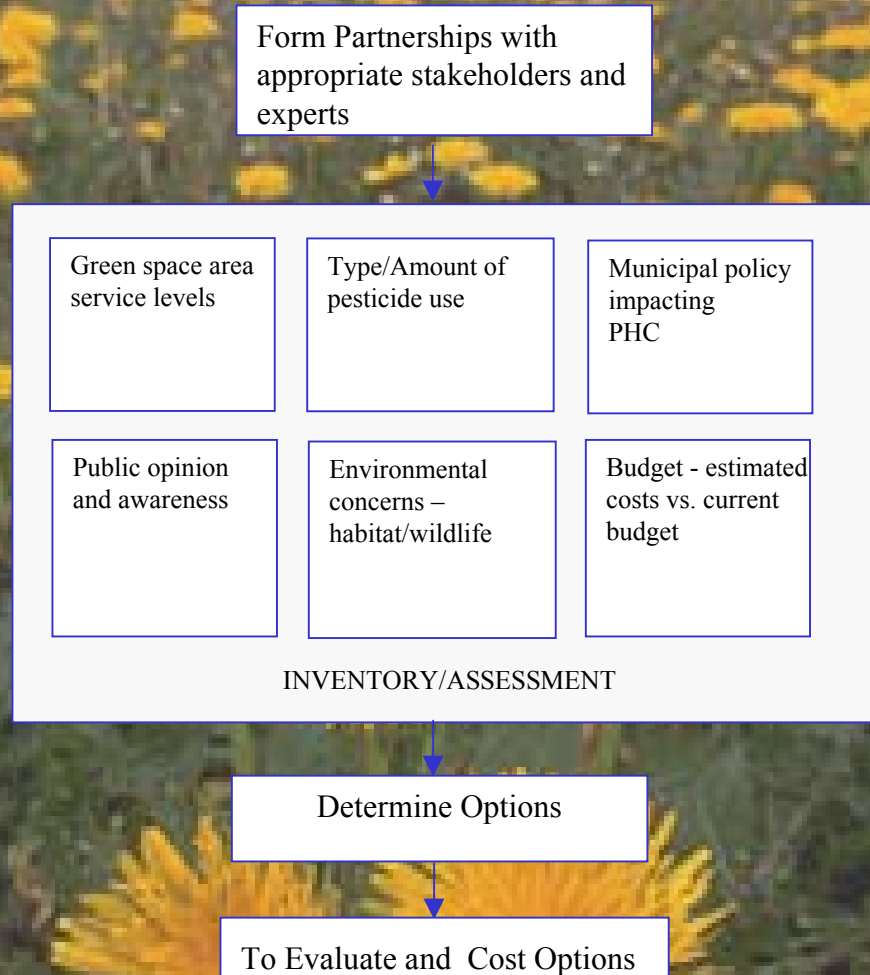 Form Partnerships with
appropriate stakeholders and
experts
Green space area
service levels
Type/Amount of
pesticide use
Municipal policy
impacting
PHC
Public opinion
and awareness
Environmental
concerns –
habitat/wildlife
Budget - estimated
costs vs. current
budget
INVENTORY/ASSESSMENT
Determine Options
To Evaluate and  Cost Options